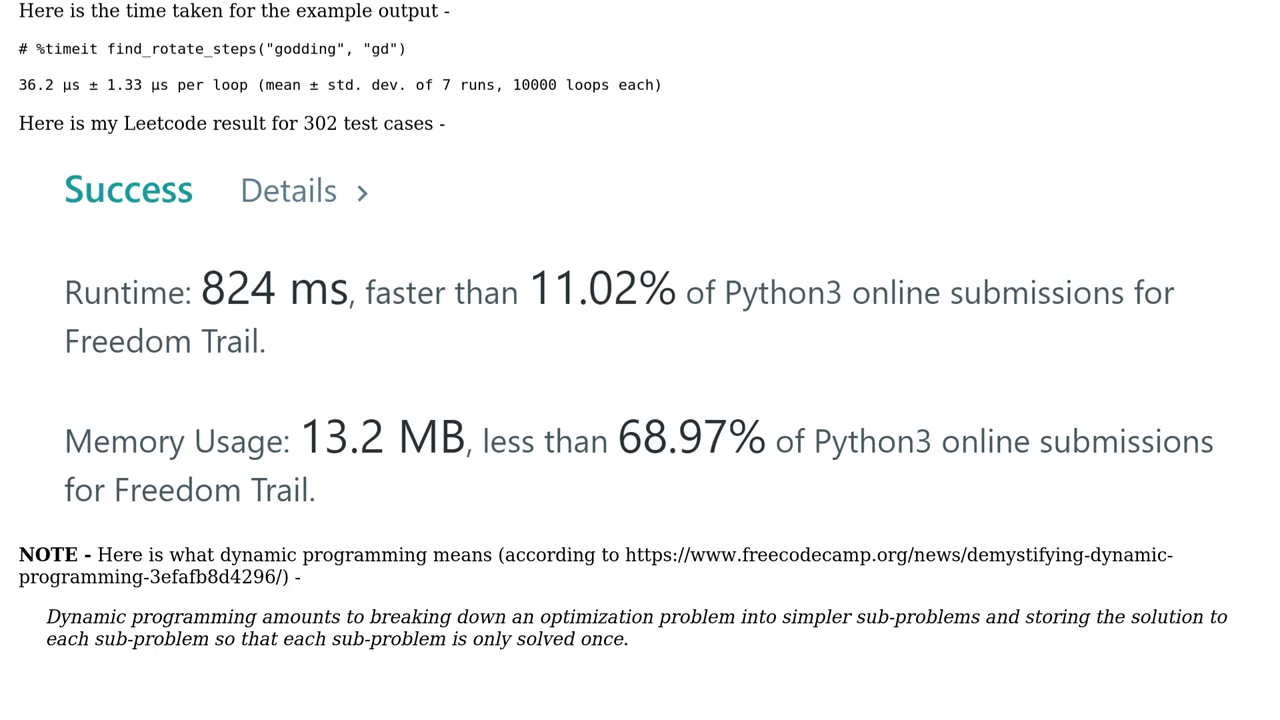 Here is the time taken for the example output -
# %timeit find_rotate_steps("godding", "gd")
36.2 µs ± 1.33 µs per loop (mean ± std. dev. of 7 runs, 10000 loops each)
Here is my Leetcode result for 302 test cases -
Success Details >
Runtime: 824 ms, faster than 11.02% of Python3 online submissions for
Freedom Trail.
Memory Usage: 13.2 MB, less than 68.97% of Python3 online submissions
for Freedom Trail.
NOTE - Here is what dynamic programming means (according to https://www.freecodecamp.org/news/demystifying-dynamic-
programming-3efafb8d4296/) -
Dynamic programming amounts to breaking down an optimization problem into simpler sub-problems and storing the solution to
each sub-problem so that each sub-problem is only solved once.